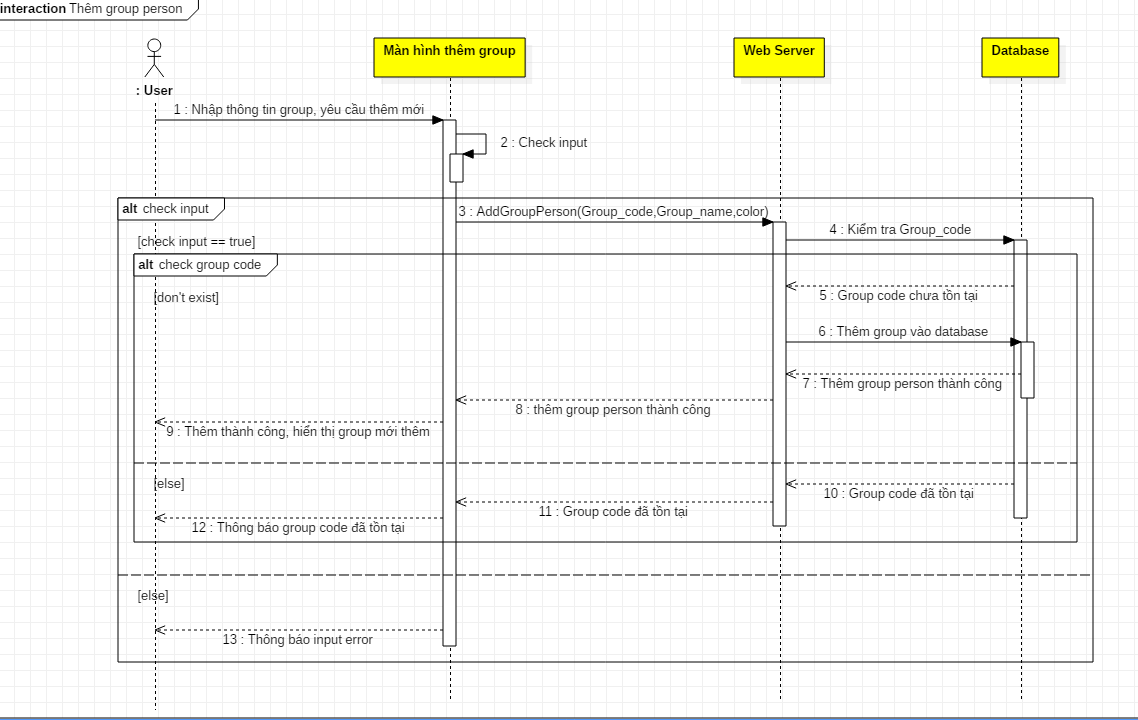 interaction Thêm group person
Màn hình thêm group
Web Server
Database
: User
1 : Nhập thông tin group, yêu cầu thêm mới
2 : Check input
alt check input
3 : AddGroupPerson(Group_code,Group_name,color)
4 : Kiểm tra Group_code
[check input == true]
alt check group code
5 : Group code chưa tồn tại
[don't exist]
6 : Thêm group vào database
7 : Thêm group person thành công
8 : thêm group person thành công
9 : Thêm thành công, hiển thị group mới thêm
[else]
10 : Group code đã tồn tại
11 : Group code đã tồn tại
12 : Thông báo group code đã tồn tại
[else]
13 : Thông báo input error